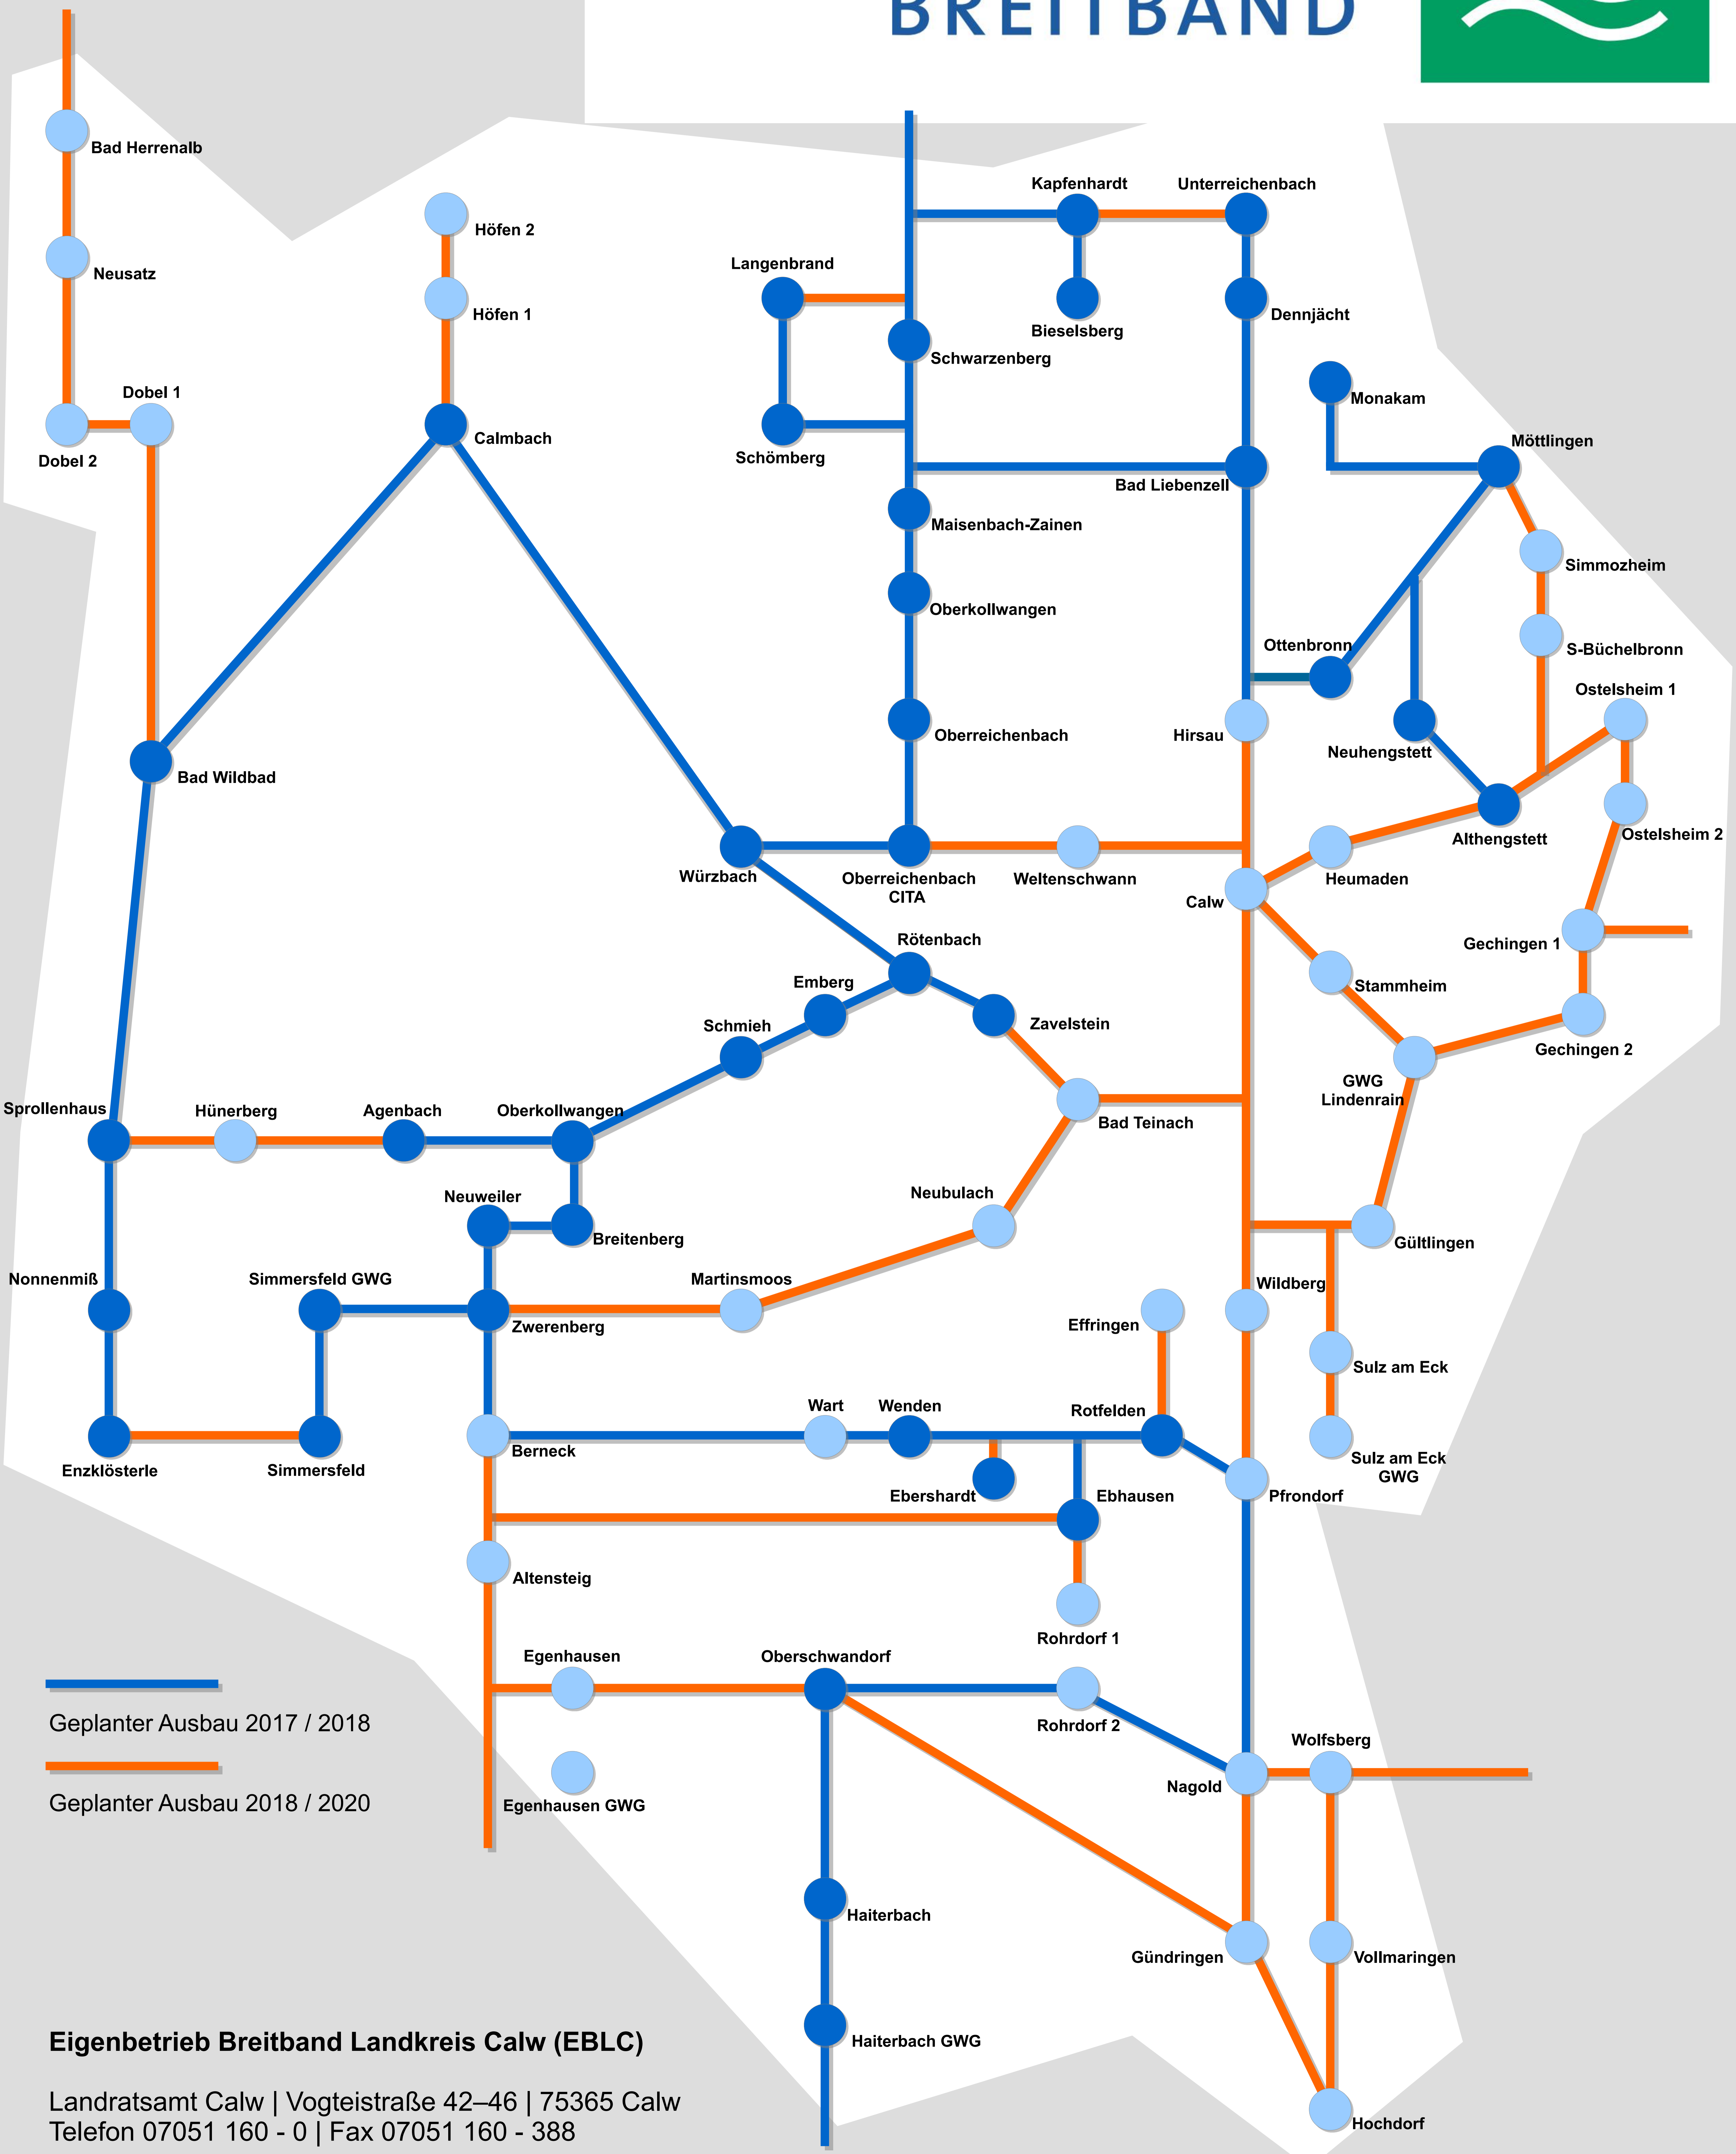 BREITBAND
Bad Herrenalb
Kapfenhardt
Unterreichenbach
Höfen 2
Neusatz
Langenbrand
Höfen 1
Dennjächt
Bieselsberg
Schwarzenberg
Dobel 1
Monakam
Calmbach
Möttlingen
Dobel 2
Schömberg
Bad Liebenzell
Maisenbach-Zainen
Simmozheim
Oberkollwangen
Ottenbronn
S-Büchelbronn
Ostelsheim 1
Oberreichenbach
Hirsau
Neuhengstett
Bad Wildbad
Ostelsheim 2
Althengstett
Würzbach
Oberreichenbach
CITA
Weltenschwann
Heumaden
Calw
Rötenbach
Gechingen 1
Emberg
Stammheim
Schmieh
Zavelstein
Gechingen 2
GWG
Lindenrain
Sprollenhaus
Hünerberg
Agenbach
Oberkollwangen
Bad Teinach
Neuweiler
Neubulach
Breitenberg
Gültlingen
Nonnenmiß
Simmersfeld GWG
Martinsmoos
Wildberg
Zwerenberg
Effringen
Sulz am Eck
Wart
Wenden
Rotfelden
Berneck
Sulz am Eck
GWG
Enzklösterle
Simmersfeld
Ebershardt
Ebhausen
Pfrondorf
Altensteig
Rohrdorf 1
Egenhausen
Oberschwandorf
Geplanter Ausbau 2017 / 2018
Rohrdorf 2
Wolfsberg
Nagold
Geplanter Ausbau 2018 / 2020
Egenhausen GWG
Haiterbach
Gündringen
Vollmaringen
Haiterbach GWG
Hochdorf
Eigenbetrieb Breitband Landkreis Calw (EBLC)
Landratsamt Calw | Vogteistraße 42–46 | 75365 Calw
Telefon 07051 160 - 0 | Fax 07051 160 - 388